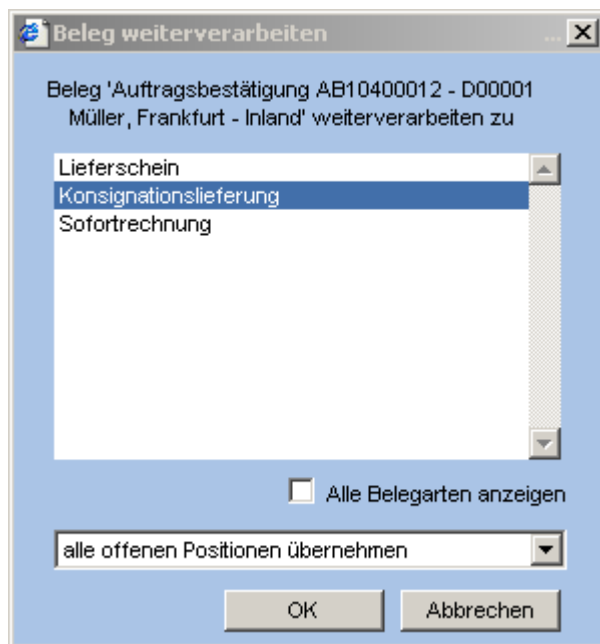 Beleg weiterverarbeiten ...
Beleg 'Auftragsbestätigung AB10400012 - D00001
Müller, Frankfurt - Inland' weiterverarbeiten zu
Lieferschein
Konsignationslieferung
Sofortrechnung
Alle Belegarten anzeigen
alle offenen Positionen übernehmen
OK Abbrechen